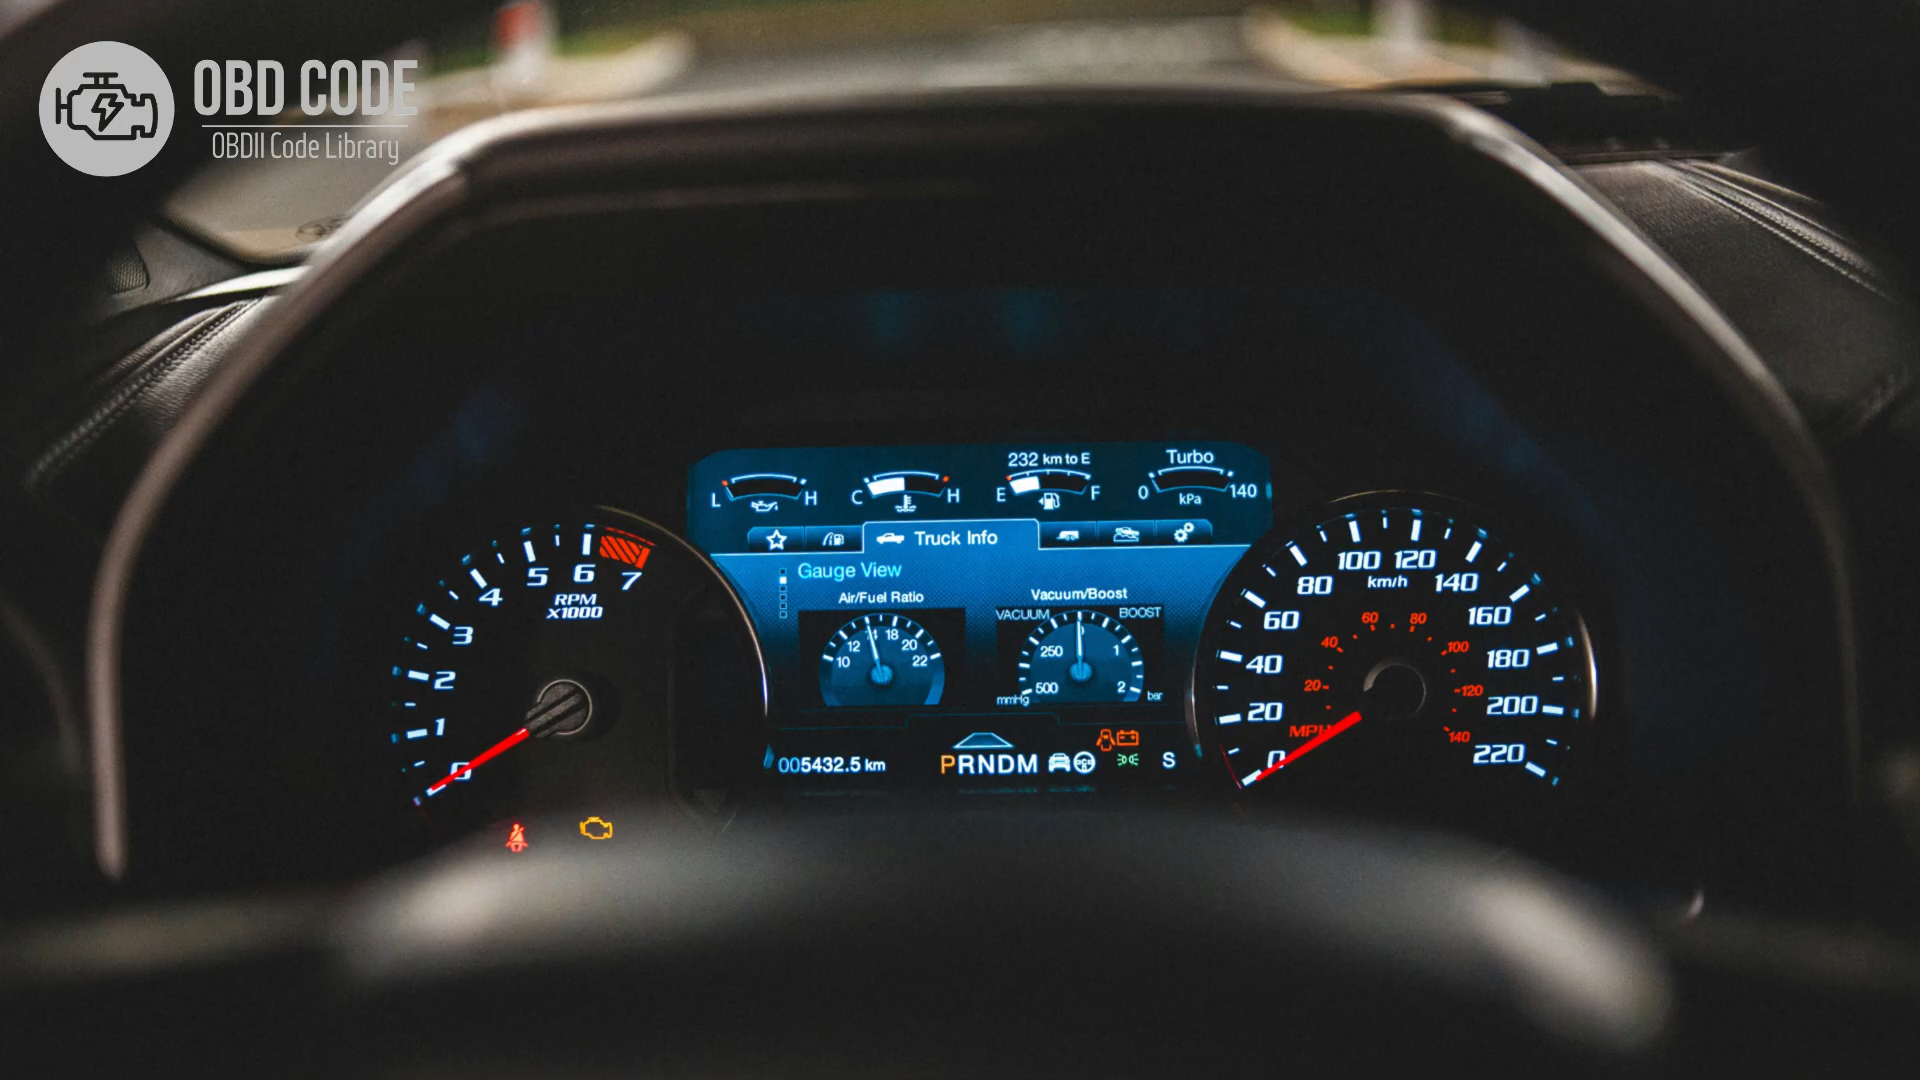 OBD CODE
OBDII Code Library
232 km to E
Turbo
L H
C H
E F
0 140
kPa
Truck Info
Gauge View
Air/Fuel Ratio
10 12 14 18 20 22
Vacuum/Boost
VACUUM BOOST
500 250 0 1 2
mmHg bar
0 1 2 3 4 5 6 7
RPM
X1000
005432.5 km
PRNDM
S
0 20 40 60 80 100 120 140 160 180 200 220
km/h
20 40 60 80 100 120 140
MPH